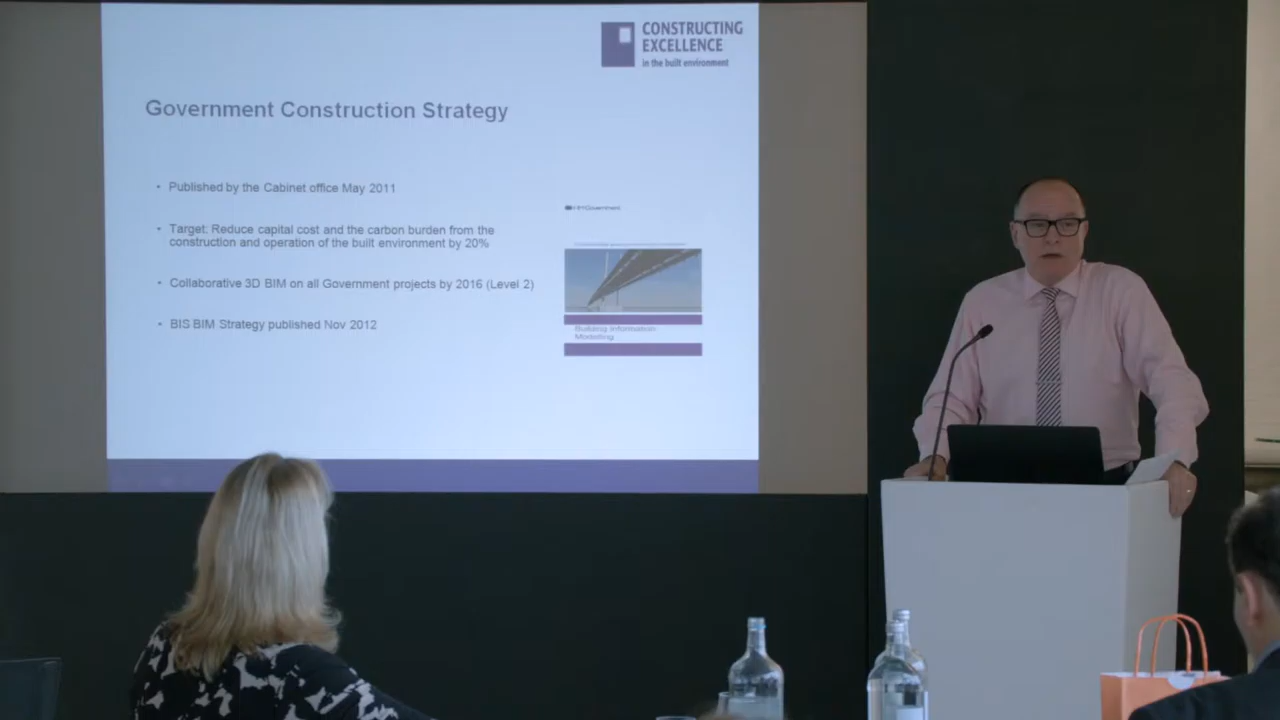 CONSTRUCTING
EXCELLENCE
in the built environment
Government Construction Strategy
• Published by the Cabinet office May 2011
• Target: Reduce capital cost and the carbon burden from the
construction and operation of the built environment by 20%
• Collaborative 3D BIM on all Government projects by 2016 (Level 2)
• BIS BIM Strategy published Nov 2012
HM Government
Building Information
Modelling